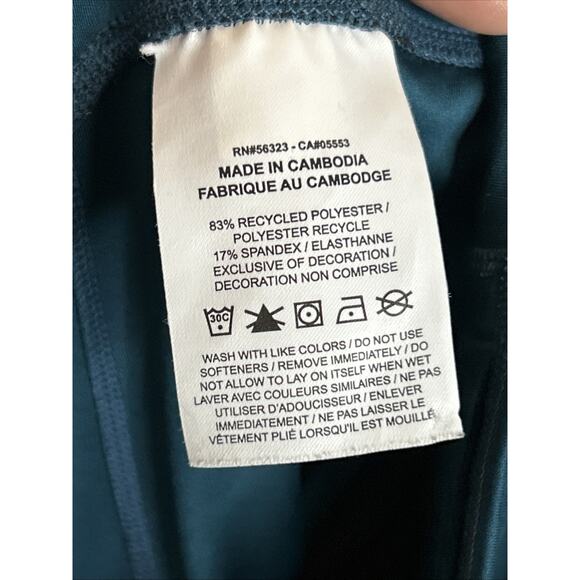 RN#56323 - CA#05553
MADE IN CAMBODIA
FABRIQUE AU CAMBODGE
83% RECYCLED POLYESTER /
POLYESTER RECYCLE
17% SPANDEX / ELASTHANNE
EXCLUSIVE OF DECORATION /
DECORATION NON COMPRISE
30C
WASH WITH LIKE COLORS / DO NOT USE
SOFTENERS / REMOVE IMMEDIATELY / DO
NOT ALLOW TO LAY ON ITSELF WHEN WET
LAVER AVEC COULEURS SIMILAIRES / NE PAS
UTILISER D'ADOUCISSEUR / ENLEVER
IMMÉDIATEMENT / NE PAS LAISSER LE
VÊTEMENT PLIÉ LORSQU'IL EST MOUILLÉ